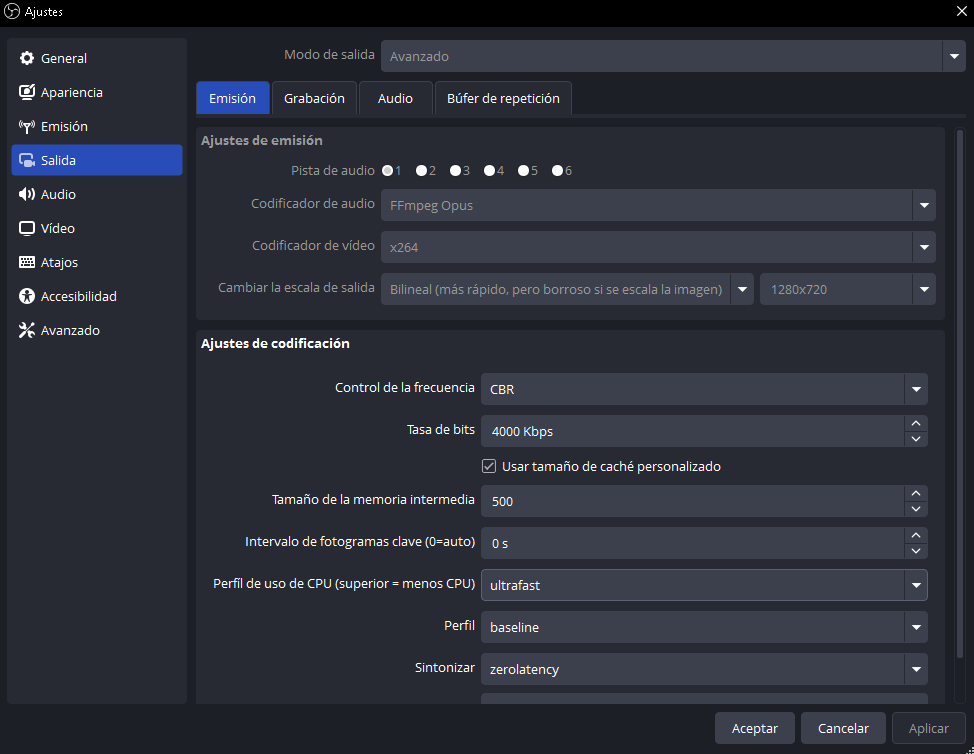 Ajustes
General
Apariencia
Emisión
Salida
Audio
Vídeo
Atajos
Accesibilidad
Avanzado
Modo de salida Avanzado
Emisión Grabación Audio Búfer de repetición
Ajustes de emisión
Pista de audio 1 2 3 4 5 6
Codificador de audio FFmpeg Opus
Codificador de vídeo x264
Cambiar la escala de salida Bilineal (más rápido, pero borroso si se escala la imagen) 1280x720
Ajustes de codificación
Control de la frecuencia CBR
Tasa de bits 4000 Kbps
Usar tamaño de caché personalizado
Tamaño de la memoria intermedia 500
Intervalo de fotogramas clave (0=auto) 0 s
Perfil de uso de CPU (superior = menos CPU) ultrafast
Perfil baseline
Sintonizar zerolatency
Aceptar Cancelar Aplicar